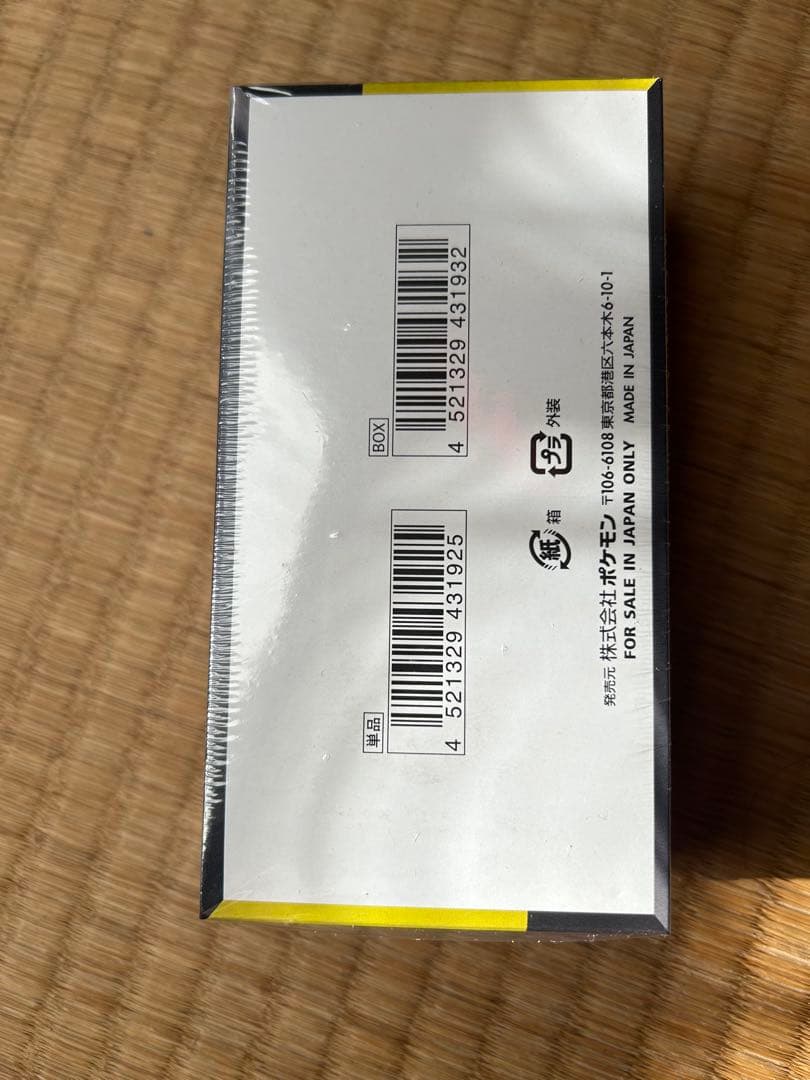 単品
4 521329 431925
BOX
4 521329 431932
紙 箱
プラ 外装
発売元 株式会社 ポケモン 〒106-6108 東京都港区六本木6-10-1
FOR SALE IN JAPAN ONLY MADE IN JAPAN